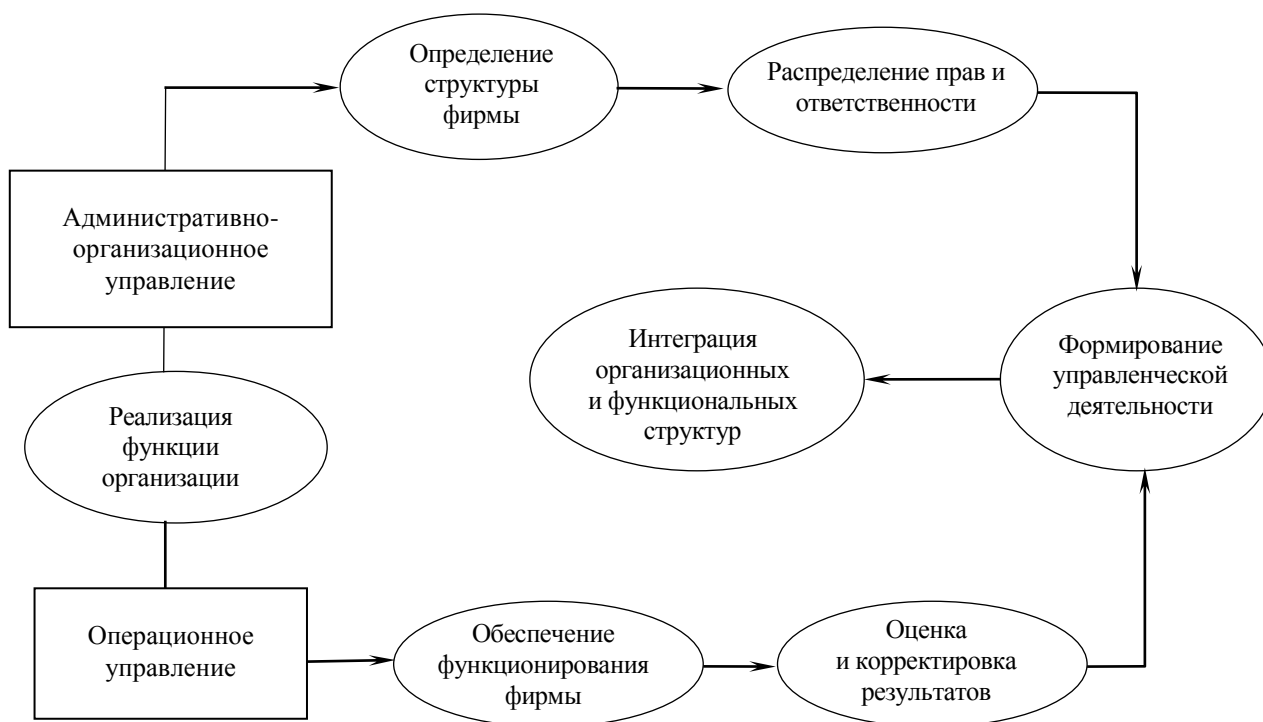 Определение
структуры
фирмы
Распределение прав и
ответственности
Административно-
организационное
управление
Интеграция
организационных
и функциональных
структур
Формирование
управленческой
деятельности
Реализация
функции
организации
Операционное
управление
Обеспечение
функционирования
фирмы
Оценка
и корректировка
результатов